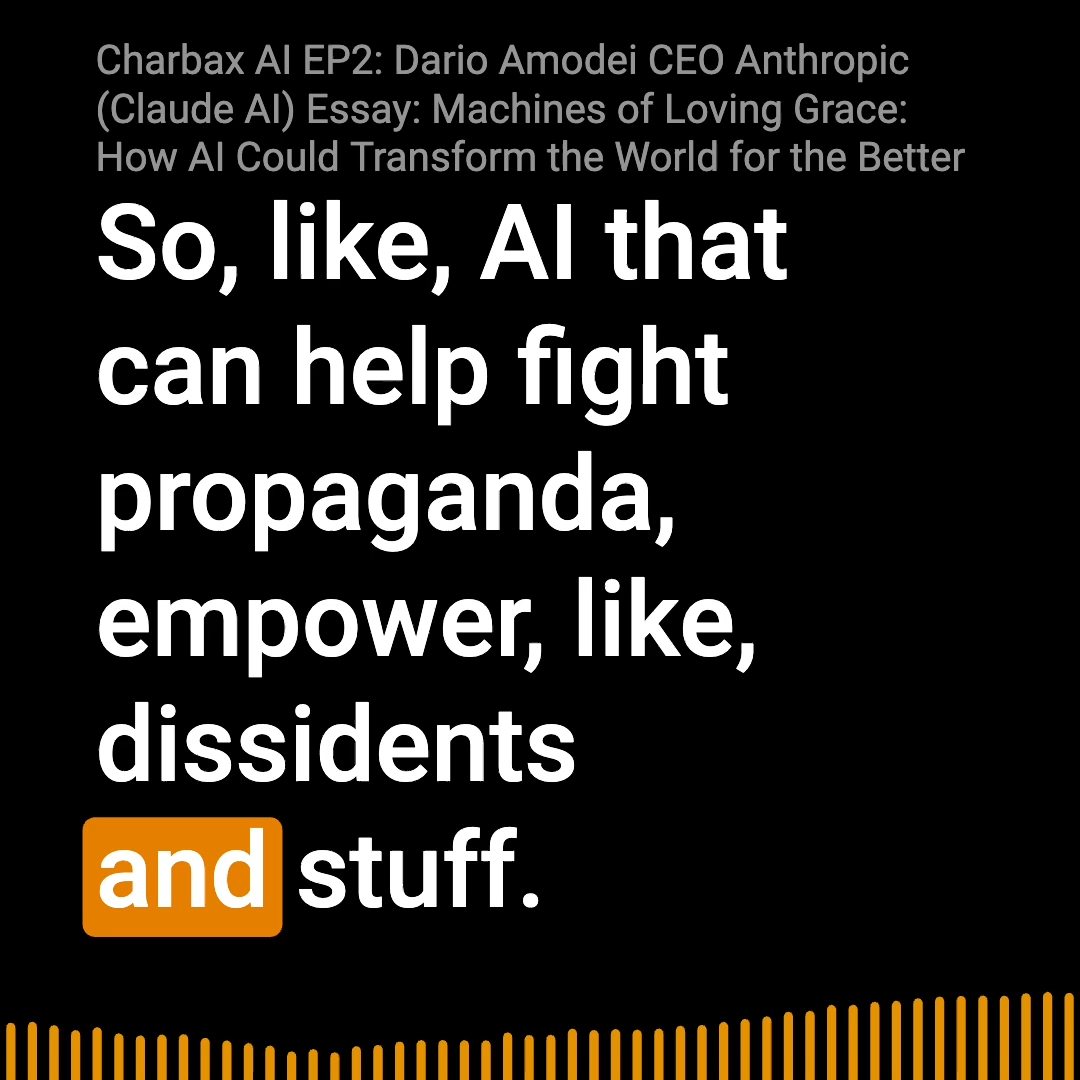 Charbax AI EP2: Dario Amodei CEO Anthropic
(Claude AI) Essay: Machines of Loving Grace:
How AI Could Transform the World for the Better
So, like, AI that
can help fight
propaganda,
empower, like,
dissidents
and stuff.